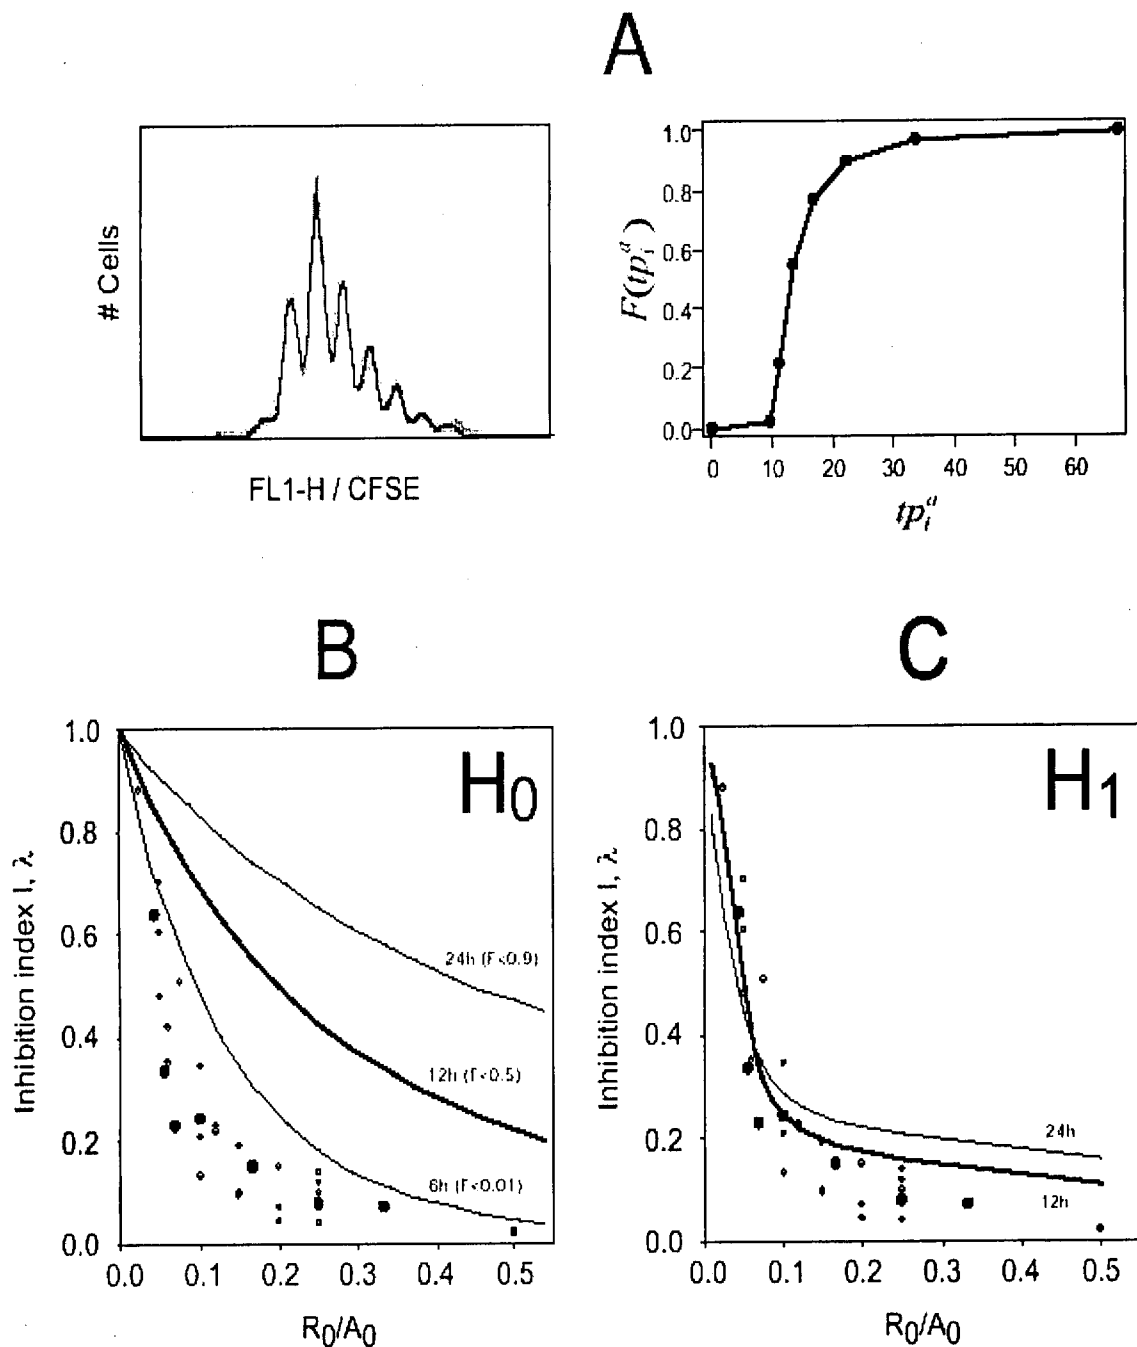 A
# Cells
FL1-H / CFSE
F(tp_i^a)
1.0
0.8
0.6
0.4
0.2
0.0
0 10 20 30 40 50 60
tp_i^a
B
C
H0
Inhibition index I, λ
1.0
0.8
0.6
0.4
0.2
0.0
24h (F<0.9)
12h (F<0.5)
6h (F<0.01)
0.0 0.1 0.2 0.3 0.4 0.5
R0/A0
H1
Inhibition index I, λ
1.0
0.8
0.6
0.4
0.2
0.0
24h
12h
0.0 0.1 0.2 0.3 0.4 0.5
R0/A0